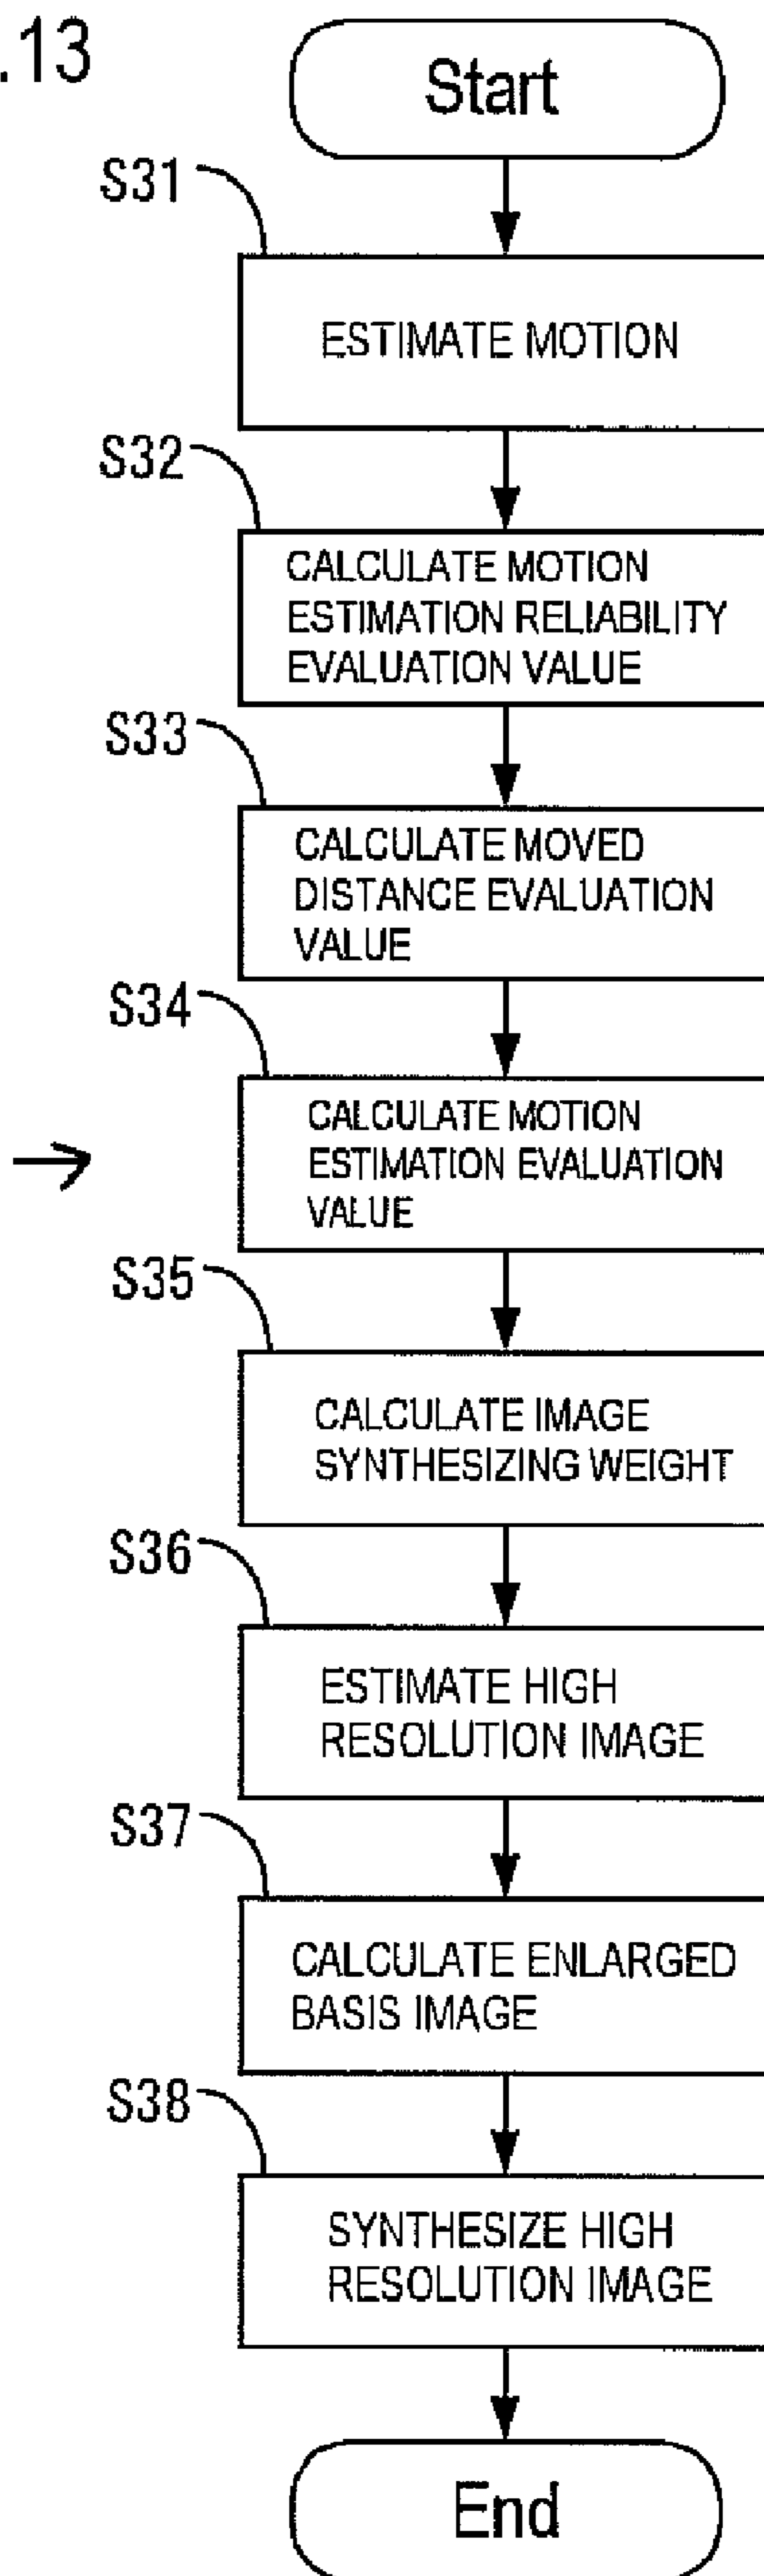 .13
Start
S31
ESTIMATE MOTION
S32
CALCULATE MOTION
ESTIMATION RELIABILITY
EVALUATION VALUE
S33
CALCULATE MOVED
DISTANCE EVALUATION
VALUE
S34
CALCULATE MOTION
ESTIMATION EVALUATION
VALUE
S35
CALCULATE IMAGE
SYNTHESIZING WEIGHT
S36
ESTIMATE HIGH
RESOLUTION IMAGE
S37
CALCULATE ENLARGED
BASIS IMAGE
S38
SYNTHESIZE HIGH
RESOLUTION IMAGE
End